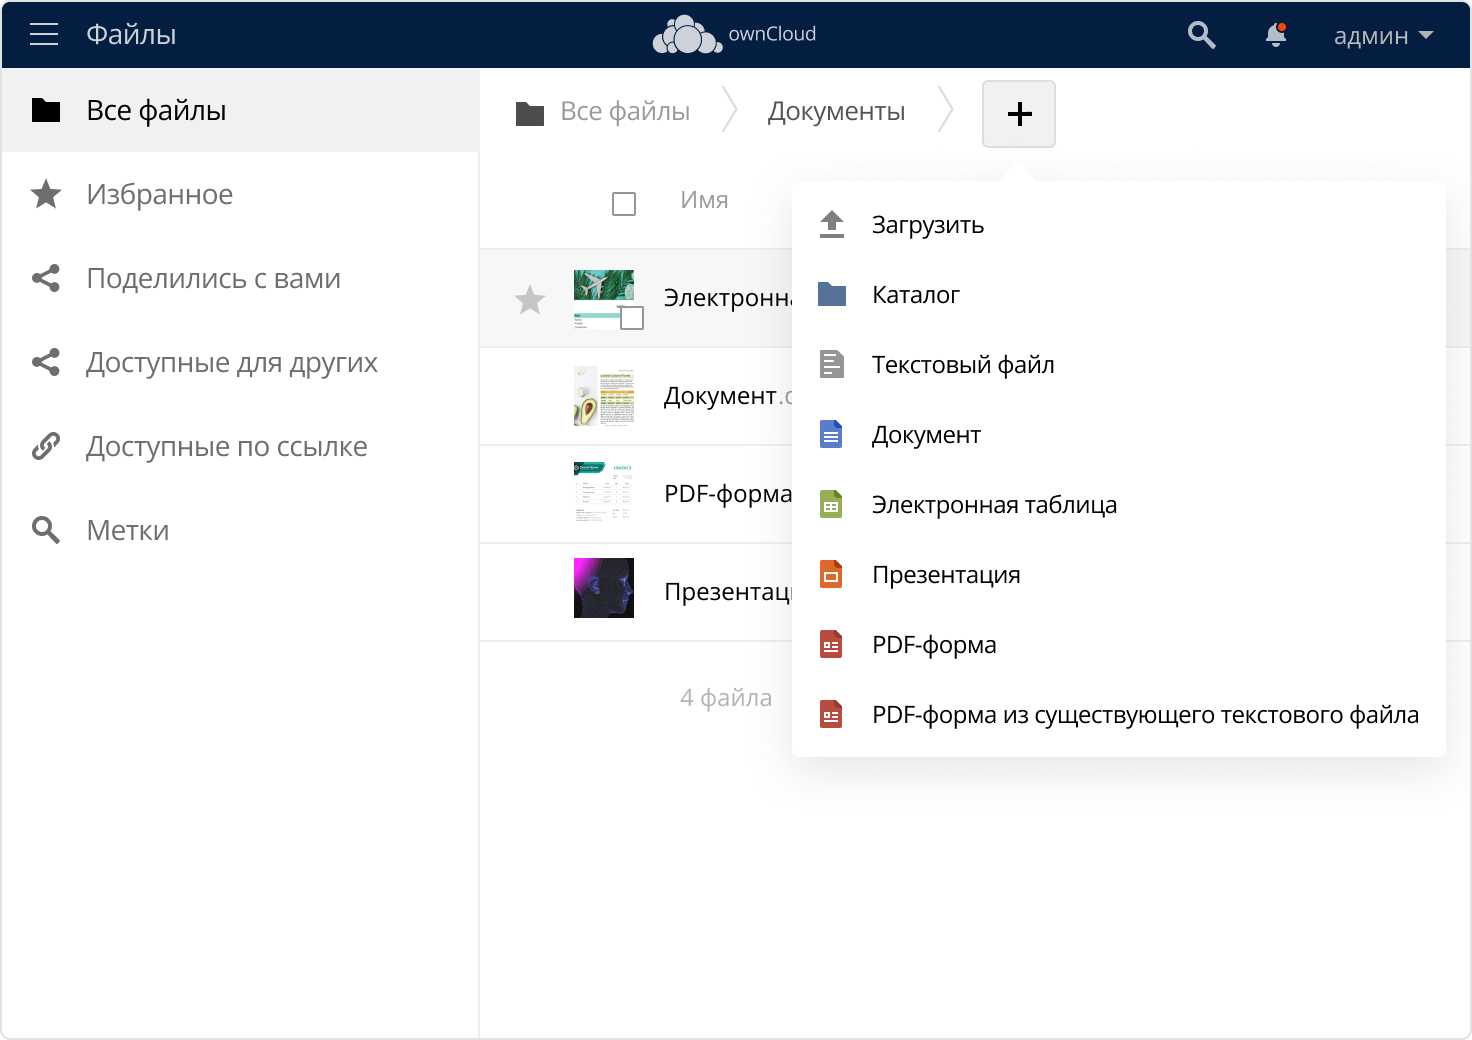 Файлы
ownCloud
админ
Все файлы
Избранное
Поделились с вами
Доступные для других
Доступные по ссылке
Метки
Все файлы
Документы
Имя
Электронн
Документ.
PDF-форма
Презентац
4 файла
Загрузить
Каталог
Текстовый файл
Документ
Электронная таблица
Презентация
PDF-форма
PDF-форма из существующего текстового файла
INVOICE